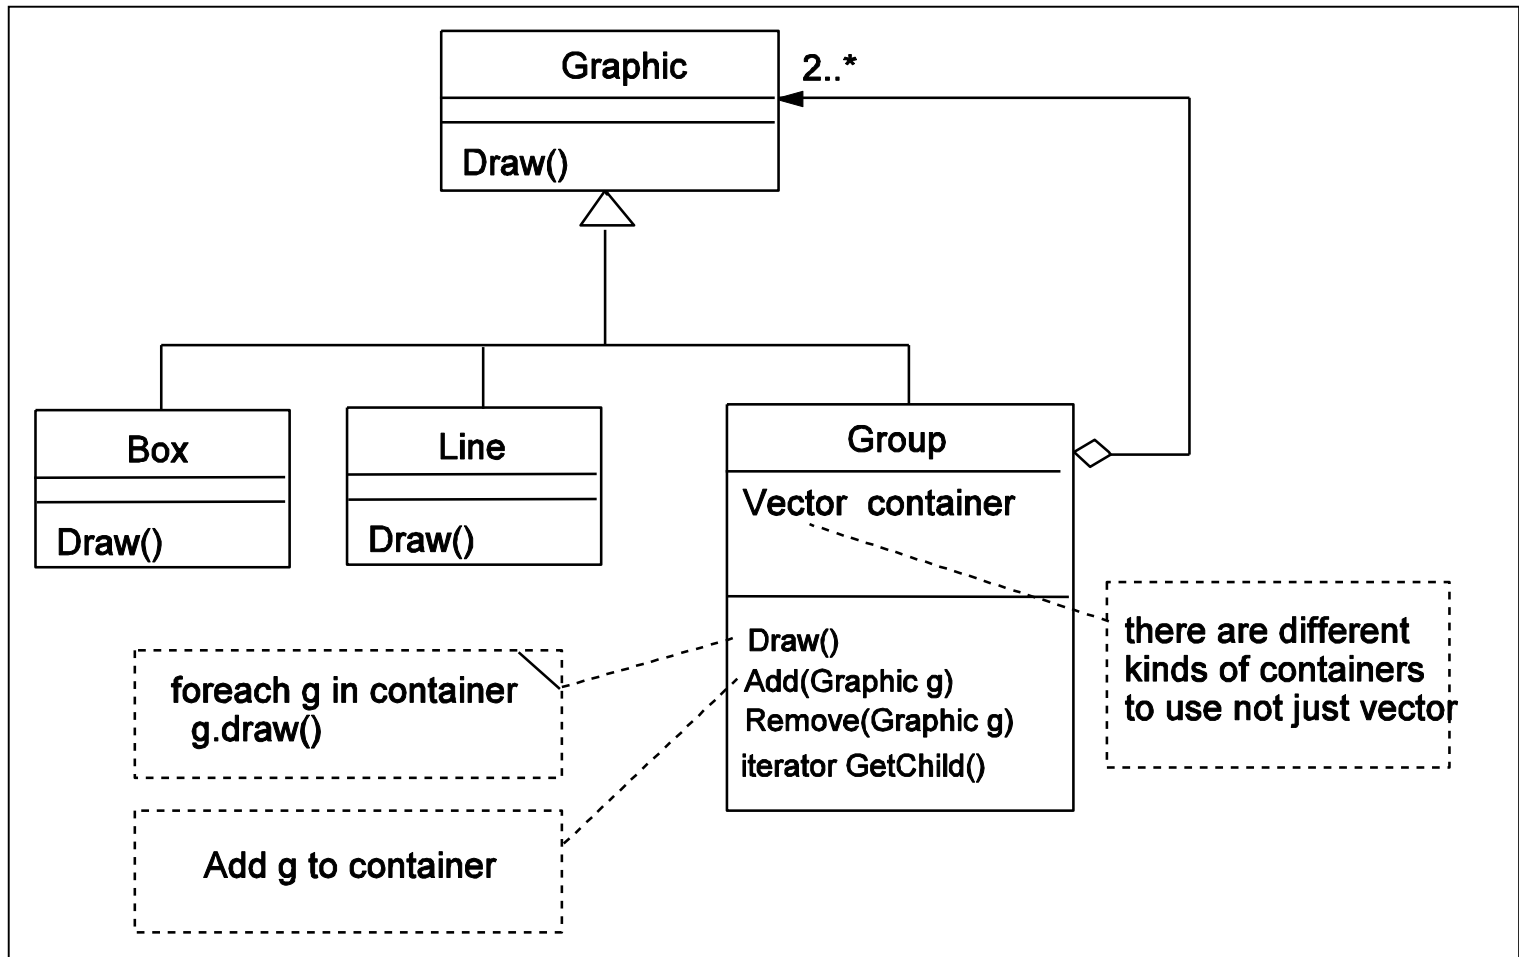 Graphic
2..*
Draw()
Box
Draw()
Line
Draw()
Group
Vector container
Draw()
Add(Graphic g)
Remove(Graphic g)
iterator GetChild()
there are different
kinds of containers
to use not just vector
foreach g in container
g.draw()
Add g to container